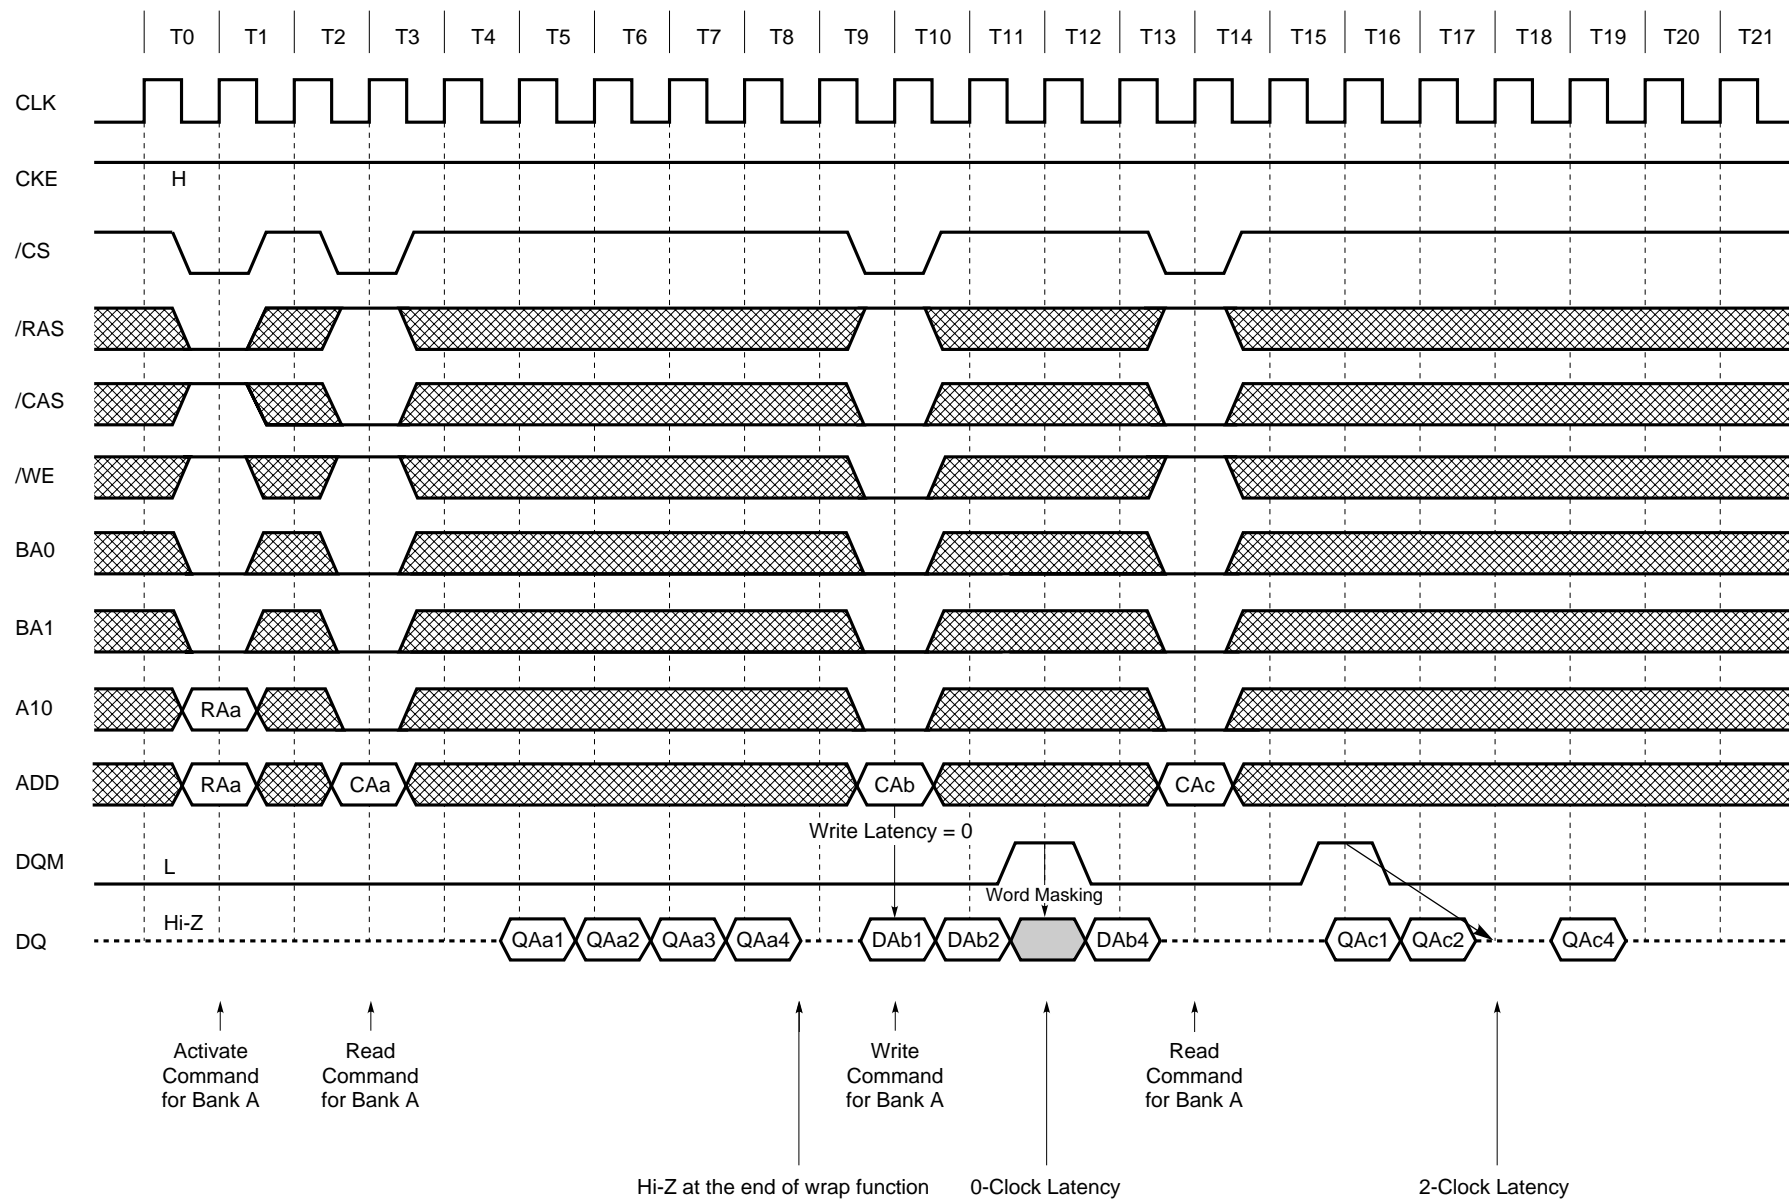 T0 T1 T2 T3 T4 T5 T6 T7 T8 T9 T10 T11 T12 T13 T14 T15 T16 T17 T18 T19 T20 T21
CLK
CKE
H
/CS
/RAS
/CAS
/WE
BA0
BA1
A10
RAa
ADD
RAa CAa CAb CAc
Write Latency = 0
DQM
L
Word Masking
DQ
Hi-Z
QAa1 QAa2 QAa3 QAa4 DAb1 DAb2 DAb4 QAc1 QAc2 QAc4
Activate
Command
for Bank A
Read
Command
for Bank A
Write
Command
for Bank A
Read
Command
for Bank A
Hi-Z at the end of wrap function
0-Clock Latency
2-Clock Latency